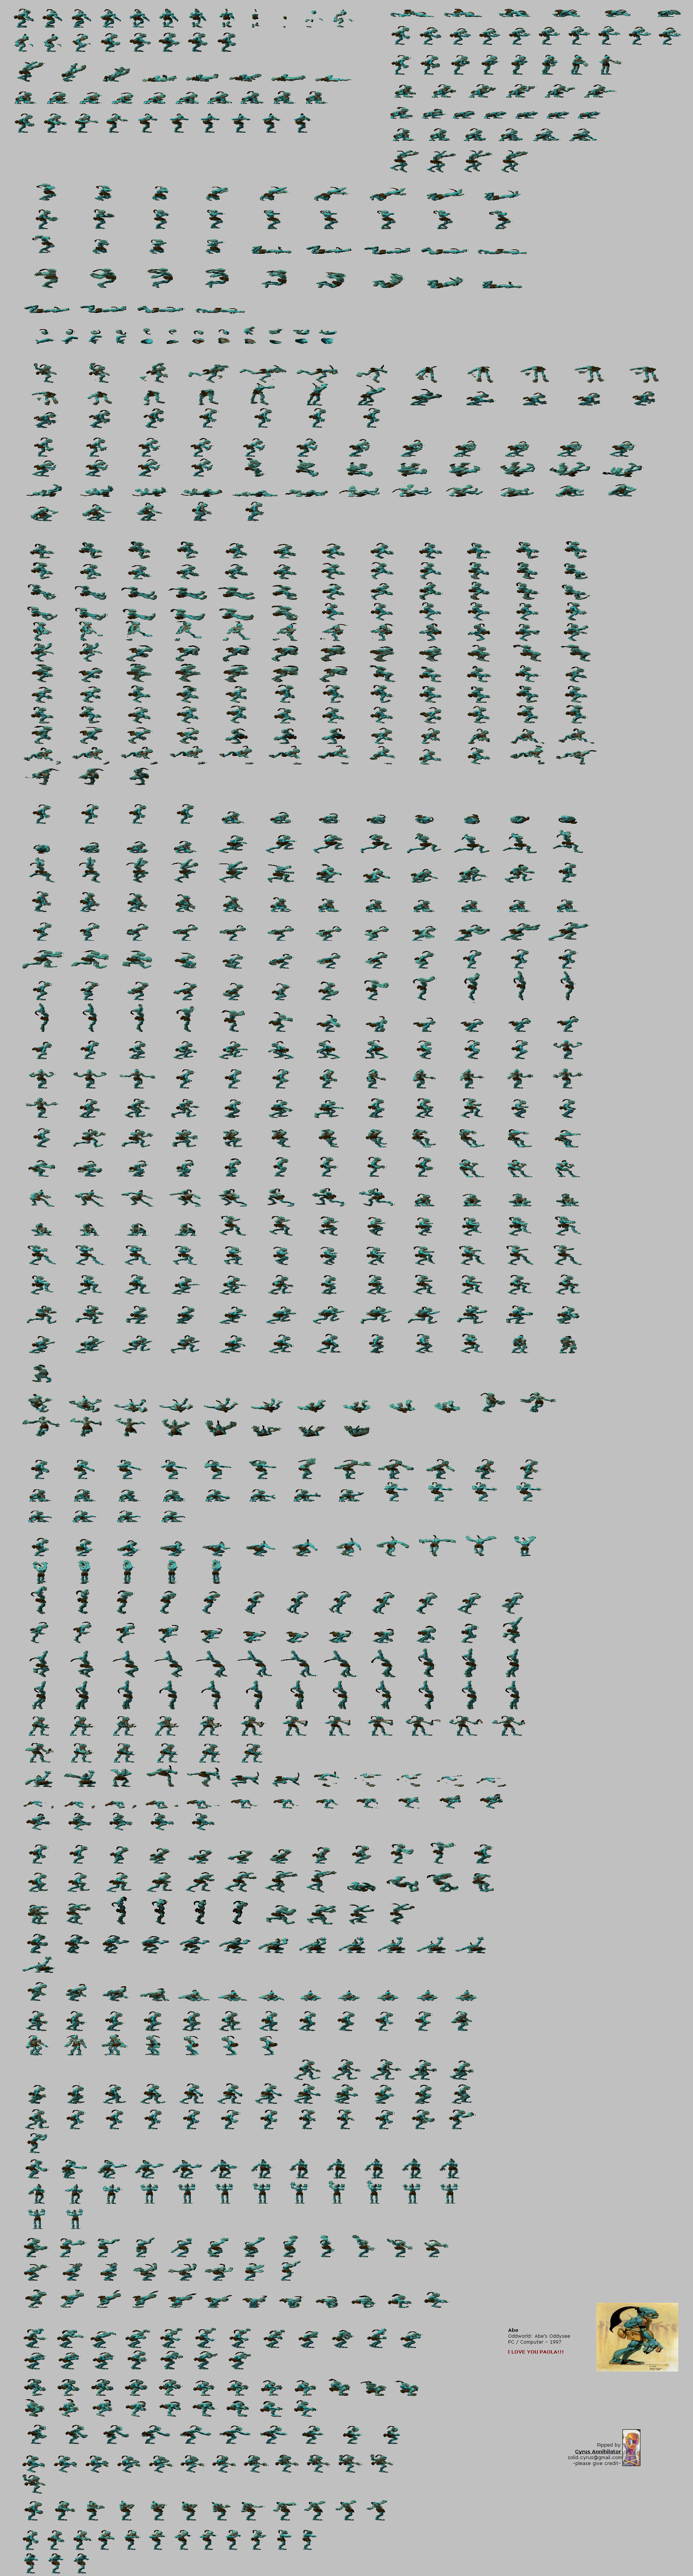 Abe
Oddworld: Abe's Oddysee
PC / Computer - 1997
I LOVE YOU PAOLA!!!
Ripped by
Cyrus Annihilator
solid.cyrus@gmail.com
~please give credit~